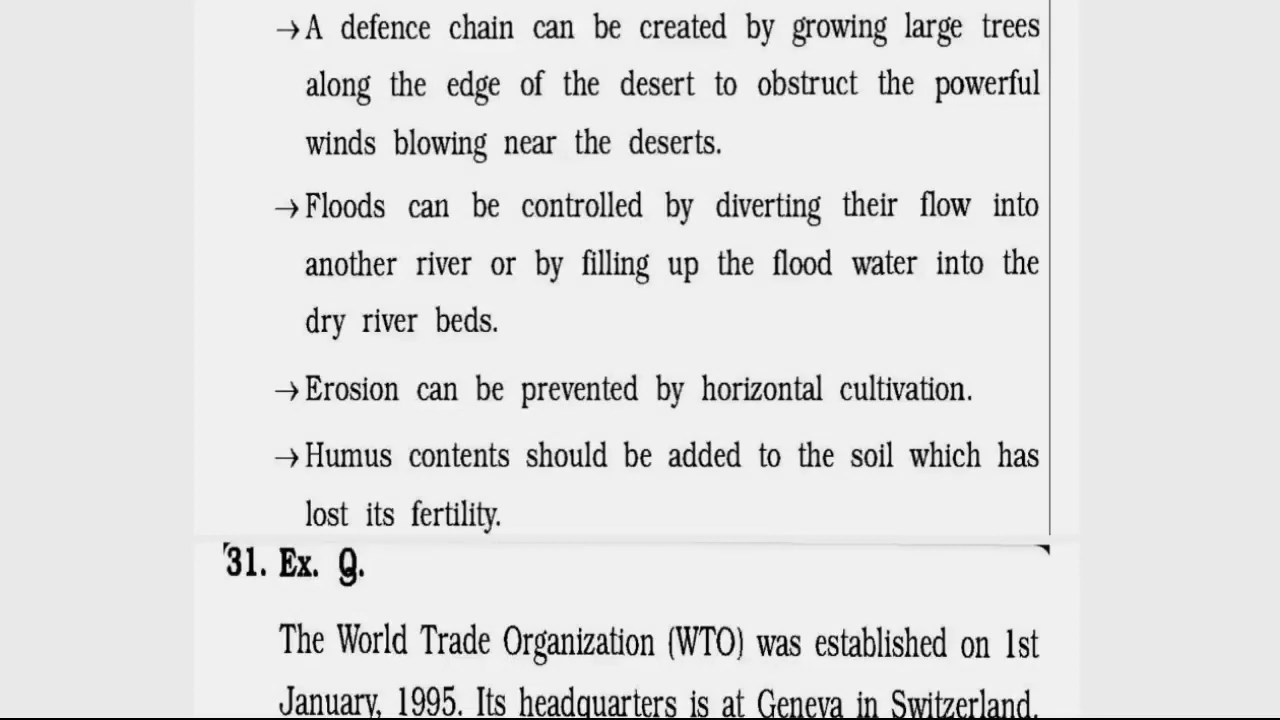 →A defence chain can be created by growing large trees
along the edge of the desert to obstruct the powerful
winds blowing near the deserts.
→Floods can be controlled by diverting their flow into
another river or by filling up the flood water into the
dry river beds.
→Erosion can be prevented by horizontal cultivation.
→Humus contents should be added to the soil which has
lost its fertility.
31. Ex. Q.
The World Trade Organization (WTO) was established on 1st
January, 1995. Its headquarters is at Geneva in Switzerland.